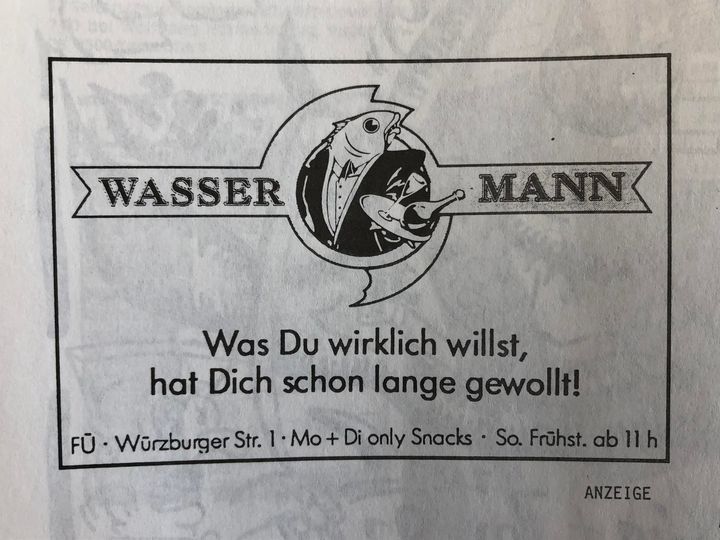 WASSER MANN
Was Du wirklich willst,
hat Dich schon lange gewollt!
FÜ · Würzburger Str. 1 · Mo + Di only Snacks · So. Frühst. ab 11 h
ANZEIGE